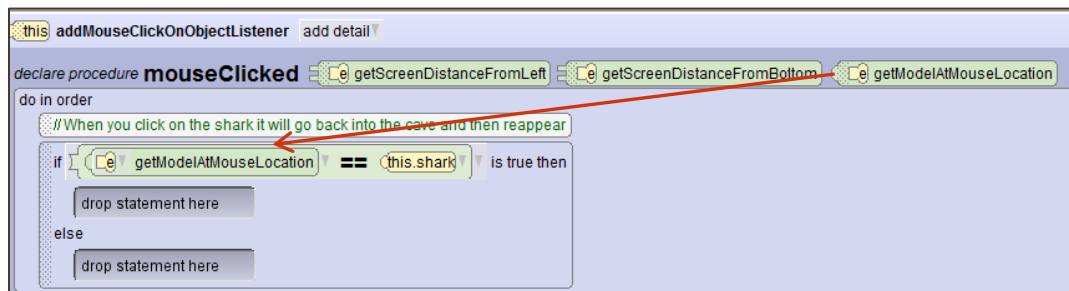 this addMouseClickOnObjectListener add detail
declare procedure mouseClicked e getScreenDistanceFromLeft e getScreenDistanceFromBottom e getModelAtMouseLocation
do in order
//When you click on the shark it will go back into the cave and then reappear
if e getModelAtMouseLocation == this.shark is true then
drop statement here
else
drop statement here